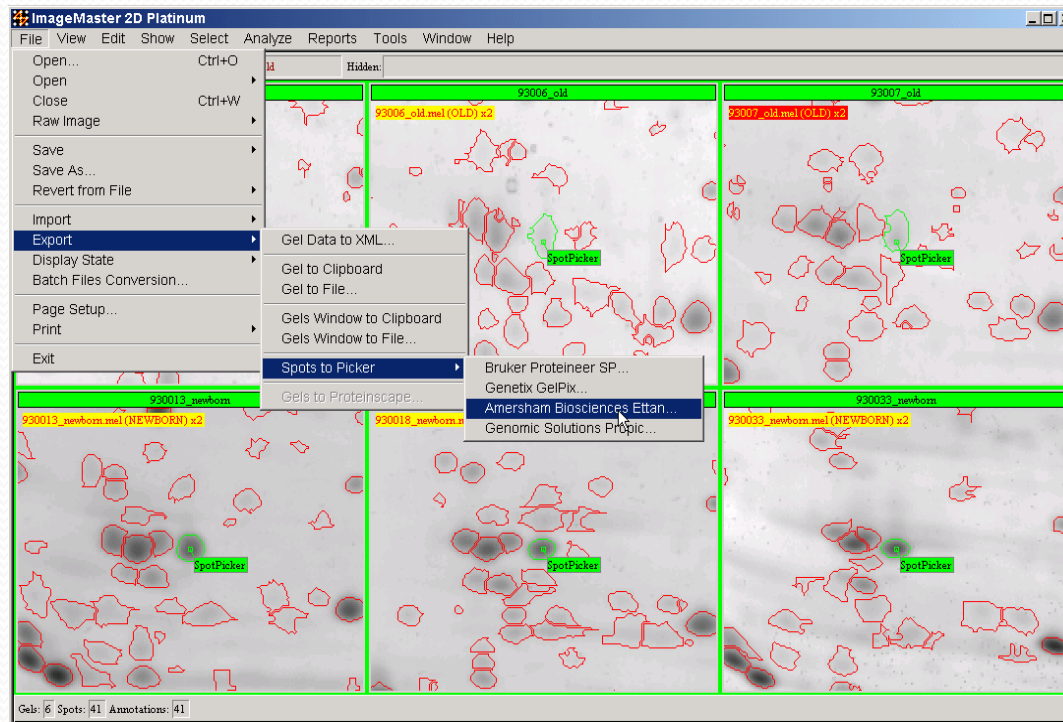 ImageMaster 2D Platinum
File View Edit Show Select Analyze Reports Tools Window Help
Open... Ctrl+O
Open
Close Ctrl+W
Raw Image
Save
Save As...
Revert from File
Import
Export
Display State
Batch Files Conversion...
Page Setup...
Print
Exit
Gel Data to XML...
Gel to Clipboard
Gel to File...
Gels Window to Clipboard
Gels Window to File...
Spots to Picker
Gels to Proteinscape...
Bruker Proteineer SP...
Genetix GelPix...
Amersham Biosciences Ettan...
Genomic Solutions Propic...
ld Hidden:
93006_old
93006_old.mel (OLD) x2
SpotPicker
93007_old
93007_old.mel (OLD) x2
SpotPicker
930013_newborn
930013_newborn.mel (NEWBORN) x2
SpotPicker
930018_newborn.m
SpotPicker
930033_newborn
930033_newborn.mel (NEWBORN) x2
SpotPicker
Gels: 6 Spots: 41 Annotations: 41